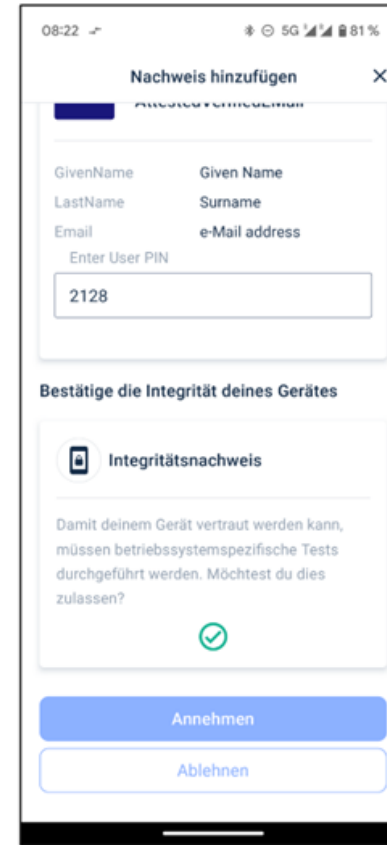 08:22 5G 81 %
Nachweis hinzufügen
AttestedVerifiedEMail
GivenName Given Name
LastName Surname
Email e-Mail address
Enter User PIN
2128
Bestätige die Integrität deines Gerätes
Integritätsnachweis
Damit deinem Gerät vertraut werden kann,
müssen betriebssystemspezifische Tests
durchgeführt werden. Möchtest du dies
zulassen?
Annehmen
Ablehnen